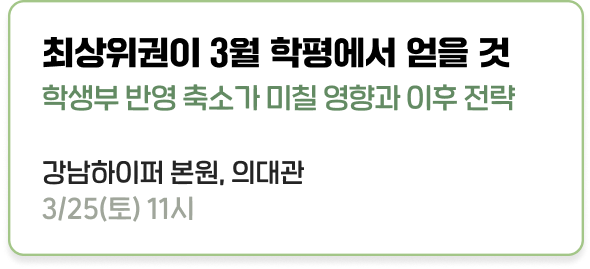 최상위권이 3월 학평에서 얻을 것
학생부 반영 축소가 미칠 영향과 이후 전략
강남하이퍼 본원, 의대관
3/25(토) 11시